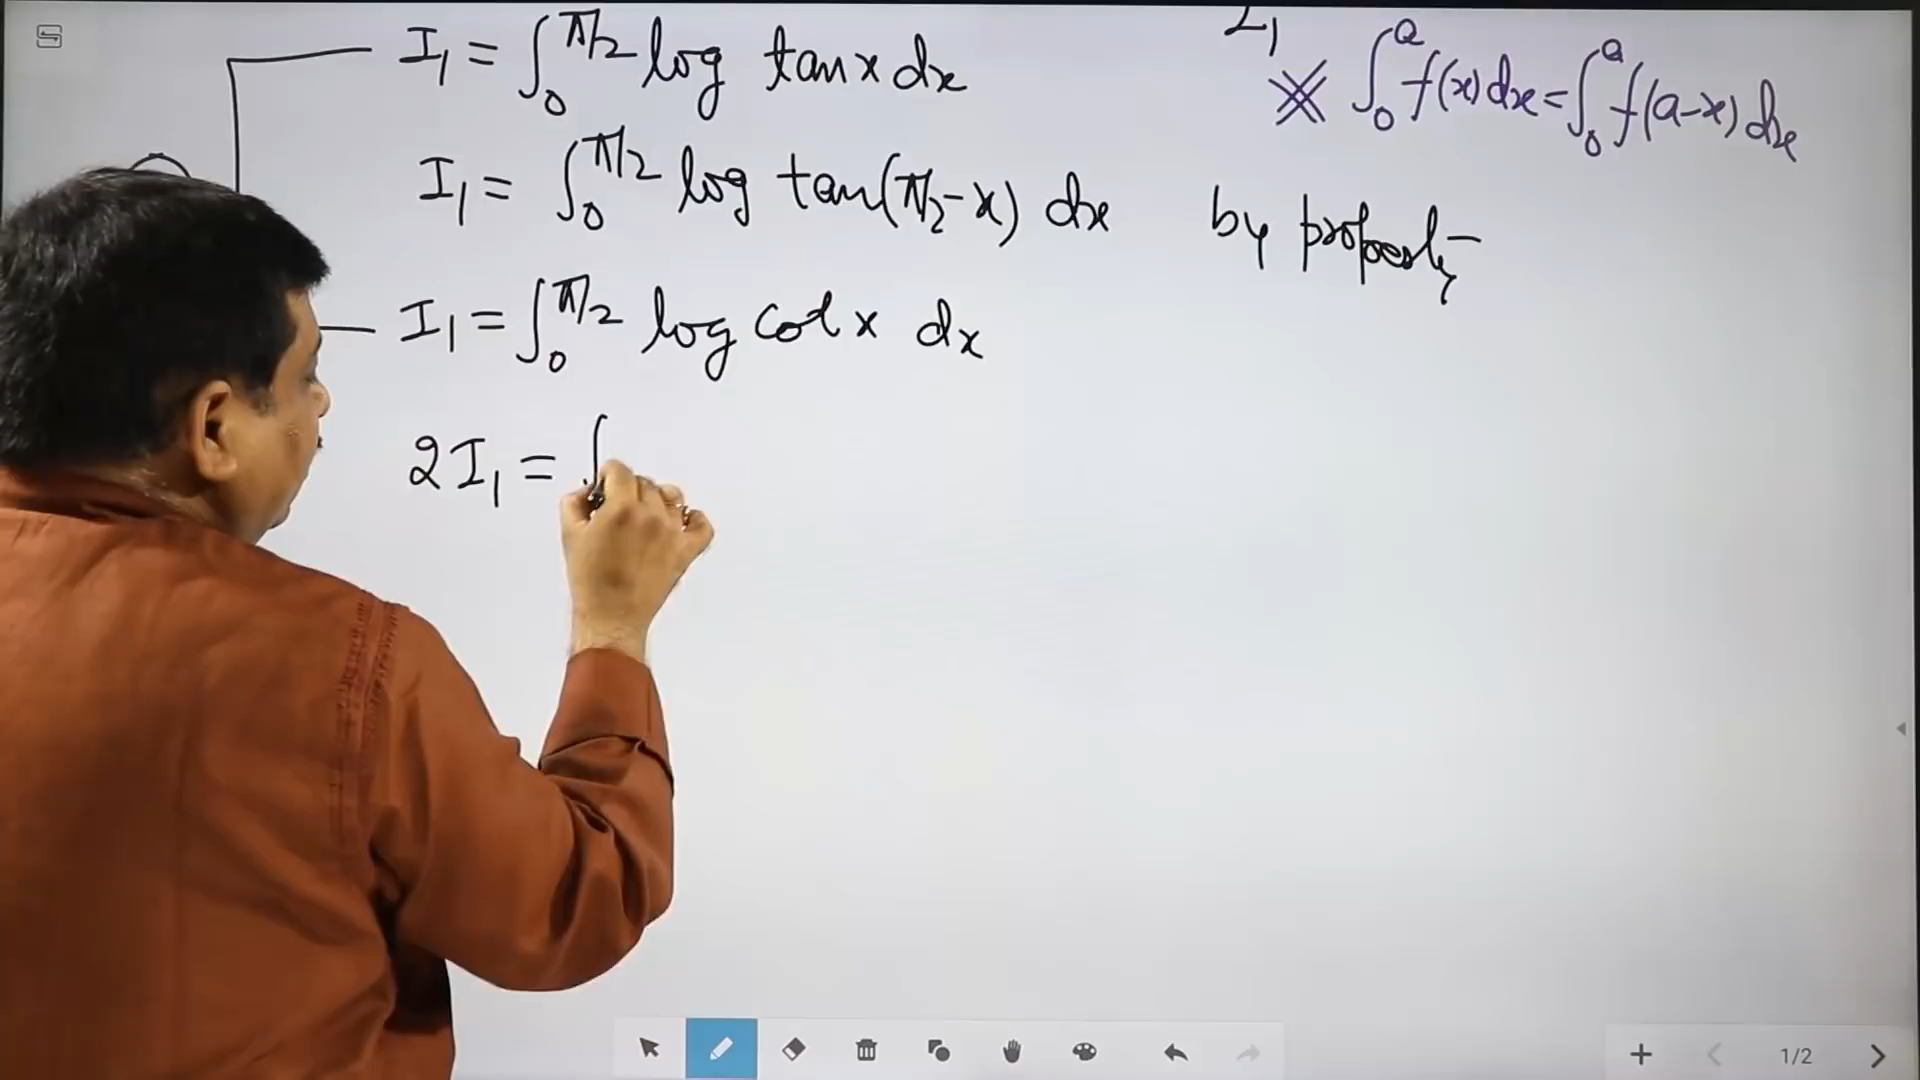 I₁ = ∫₀^π/2 log tan x dx
I₁
※ ∫₀^a f(x) dx = ∫₀^a f(a-x) dx
I₁ = ∫₀^π/2 log tan(π/2 - x) dx by property
I₁ = ∫₀^π/2 log cot x dx
2I₁ = ∫
1/2